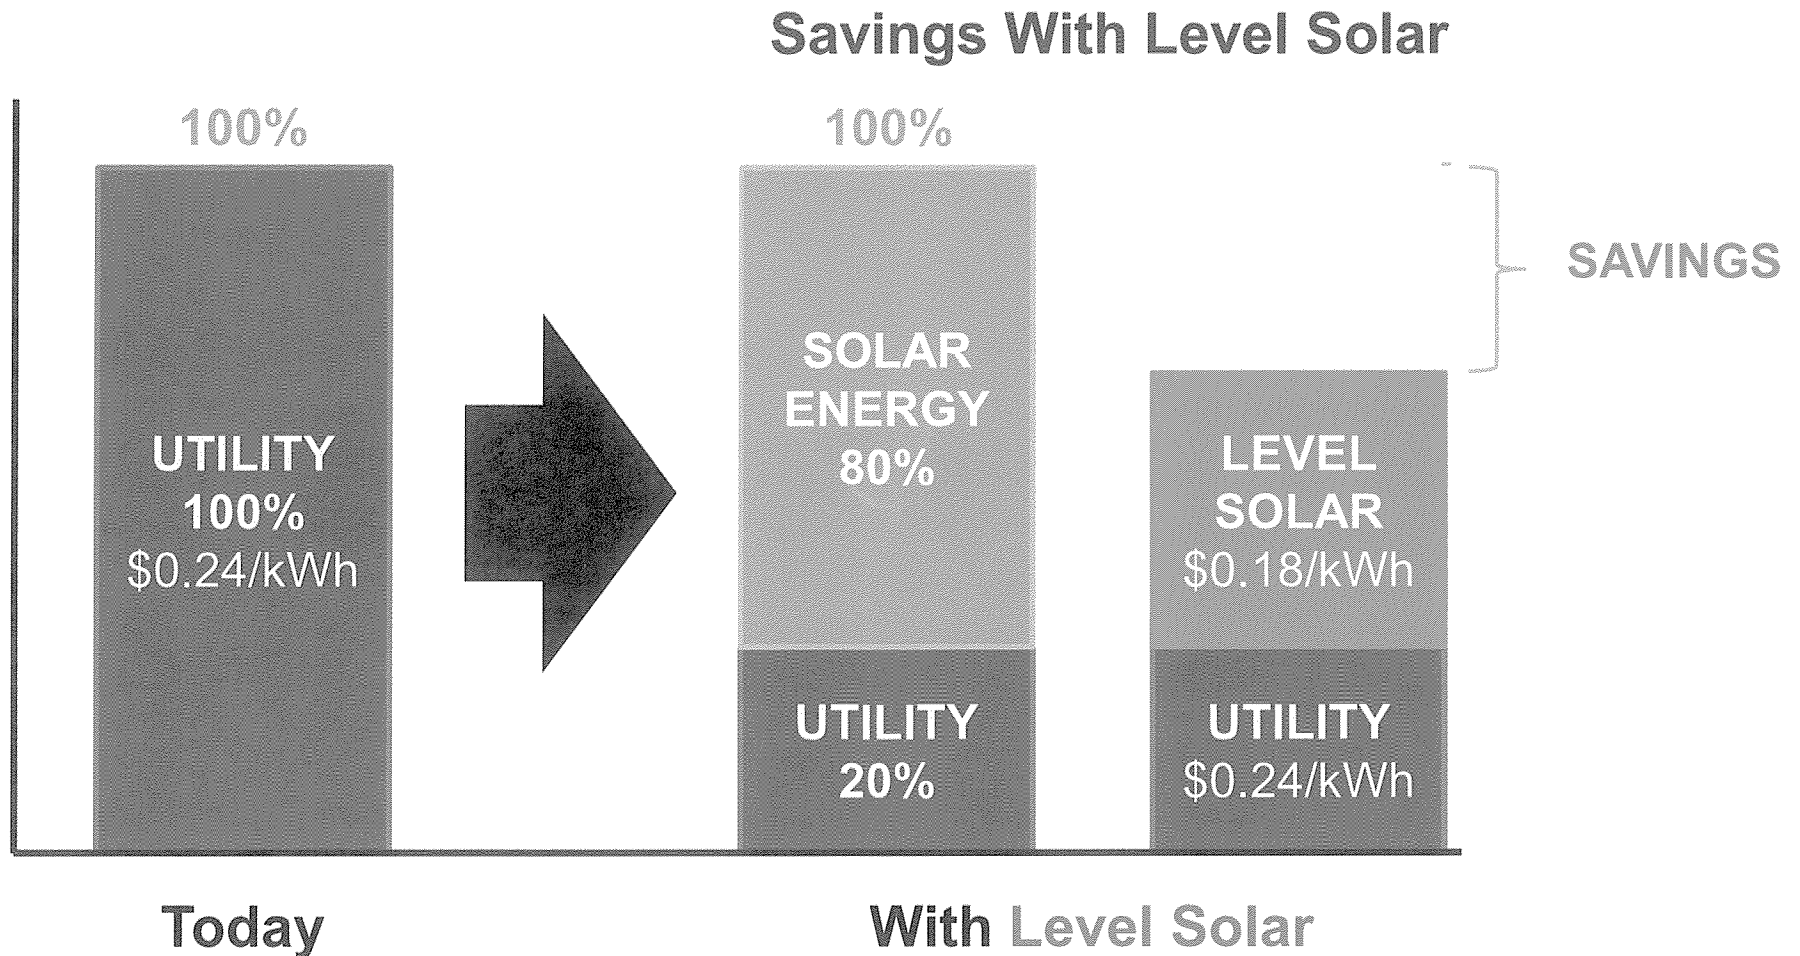 Savings With Level Solar
100%
UTILITY
100%
$0.24/kWh
100%
SOLAR
ENERGY
80%
UTILITY
20%
SAVINGS
LEVEL
SOLAR
$0.18/kWh
UTILITY
$0.24/kWh
Today
With Level Solar